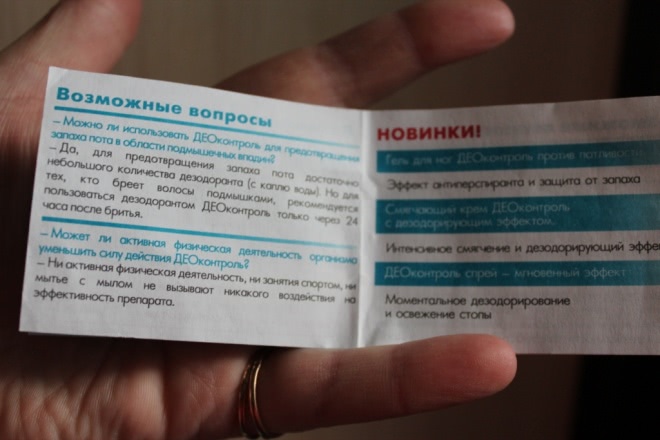 Возможные вопросы
– Можно ли использовать ДЕОконтроль для предотвращения
запаха пота в области подмышечных впадин?
– Да, для предотвращения запаха пота достаточно
небольшого количества дезодоранта (с каплю воды). Но для
тех, кто бреет волосы подмышками, рекомендуется
пользоваться дезодорантом ДЕОконтроль только через 24
часа после бритья.
– Может ли активная физическая деятельность организма
уменьшить силу действия ДЕОконтроль?
– Ни активная физическая деятельность, ни занятия спортом, ни
мытье с мылом не вызывают никакого воздействия на
эффективность препарата.
НОВИНКИ!
Гель для ног ДЕОконтроль против потливости
Эффект антиперспиранта и защита от запаха
Смягчающий крем ДЕОконтроль
с дезодорирующим эффектом.
Интенсивное смягчение и дезодорирующий эффе
ДЕОконтроль спрей – мгновенный эффект
Моментальное дезодорирование
и освежение стопы